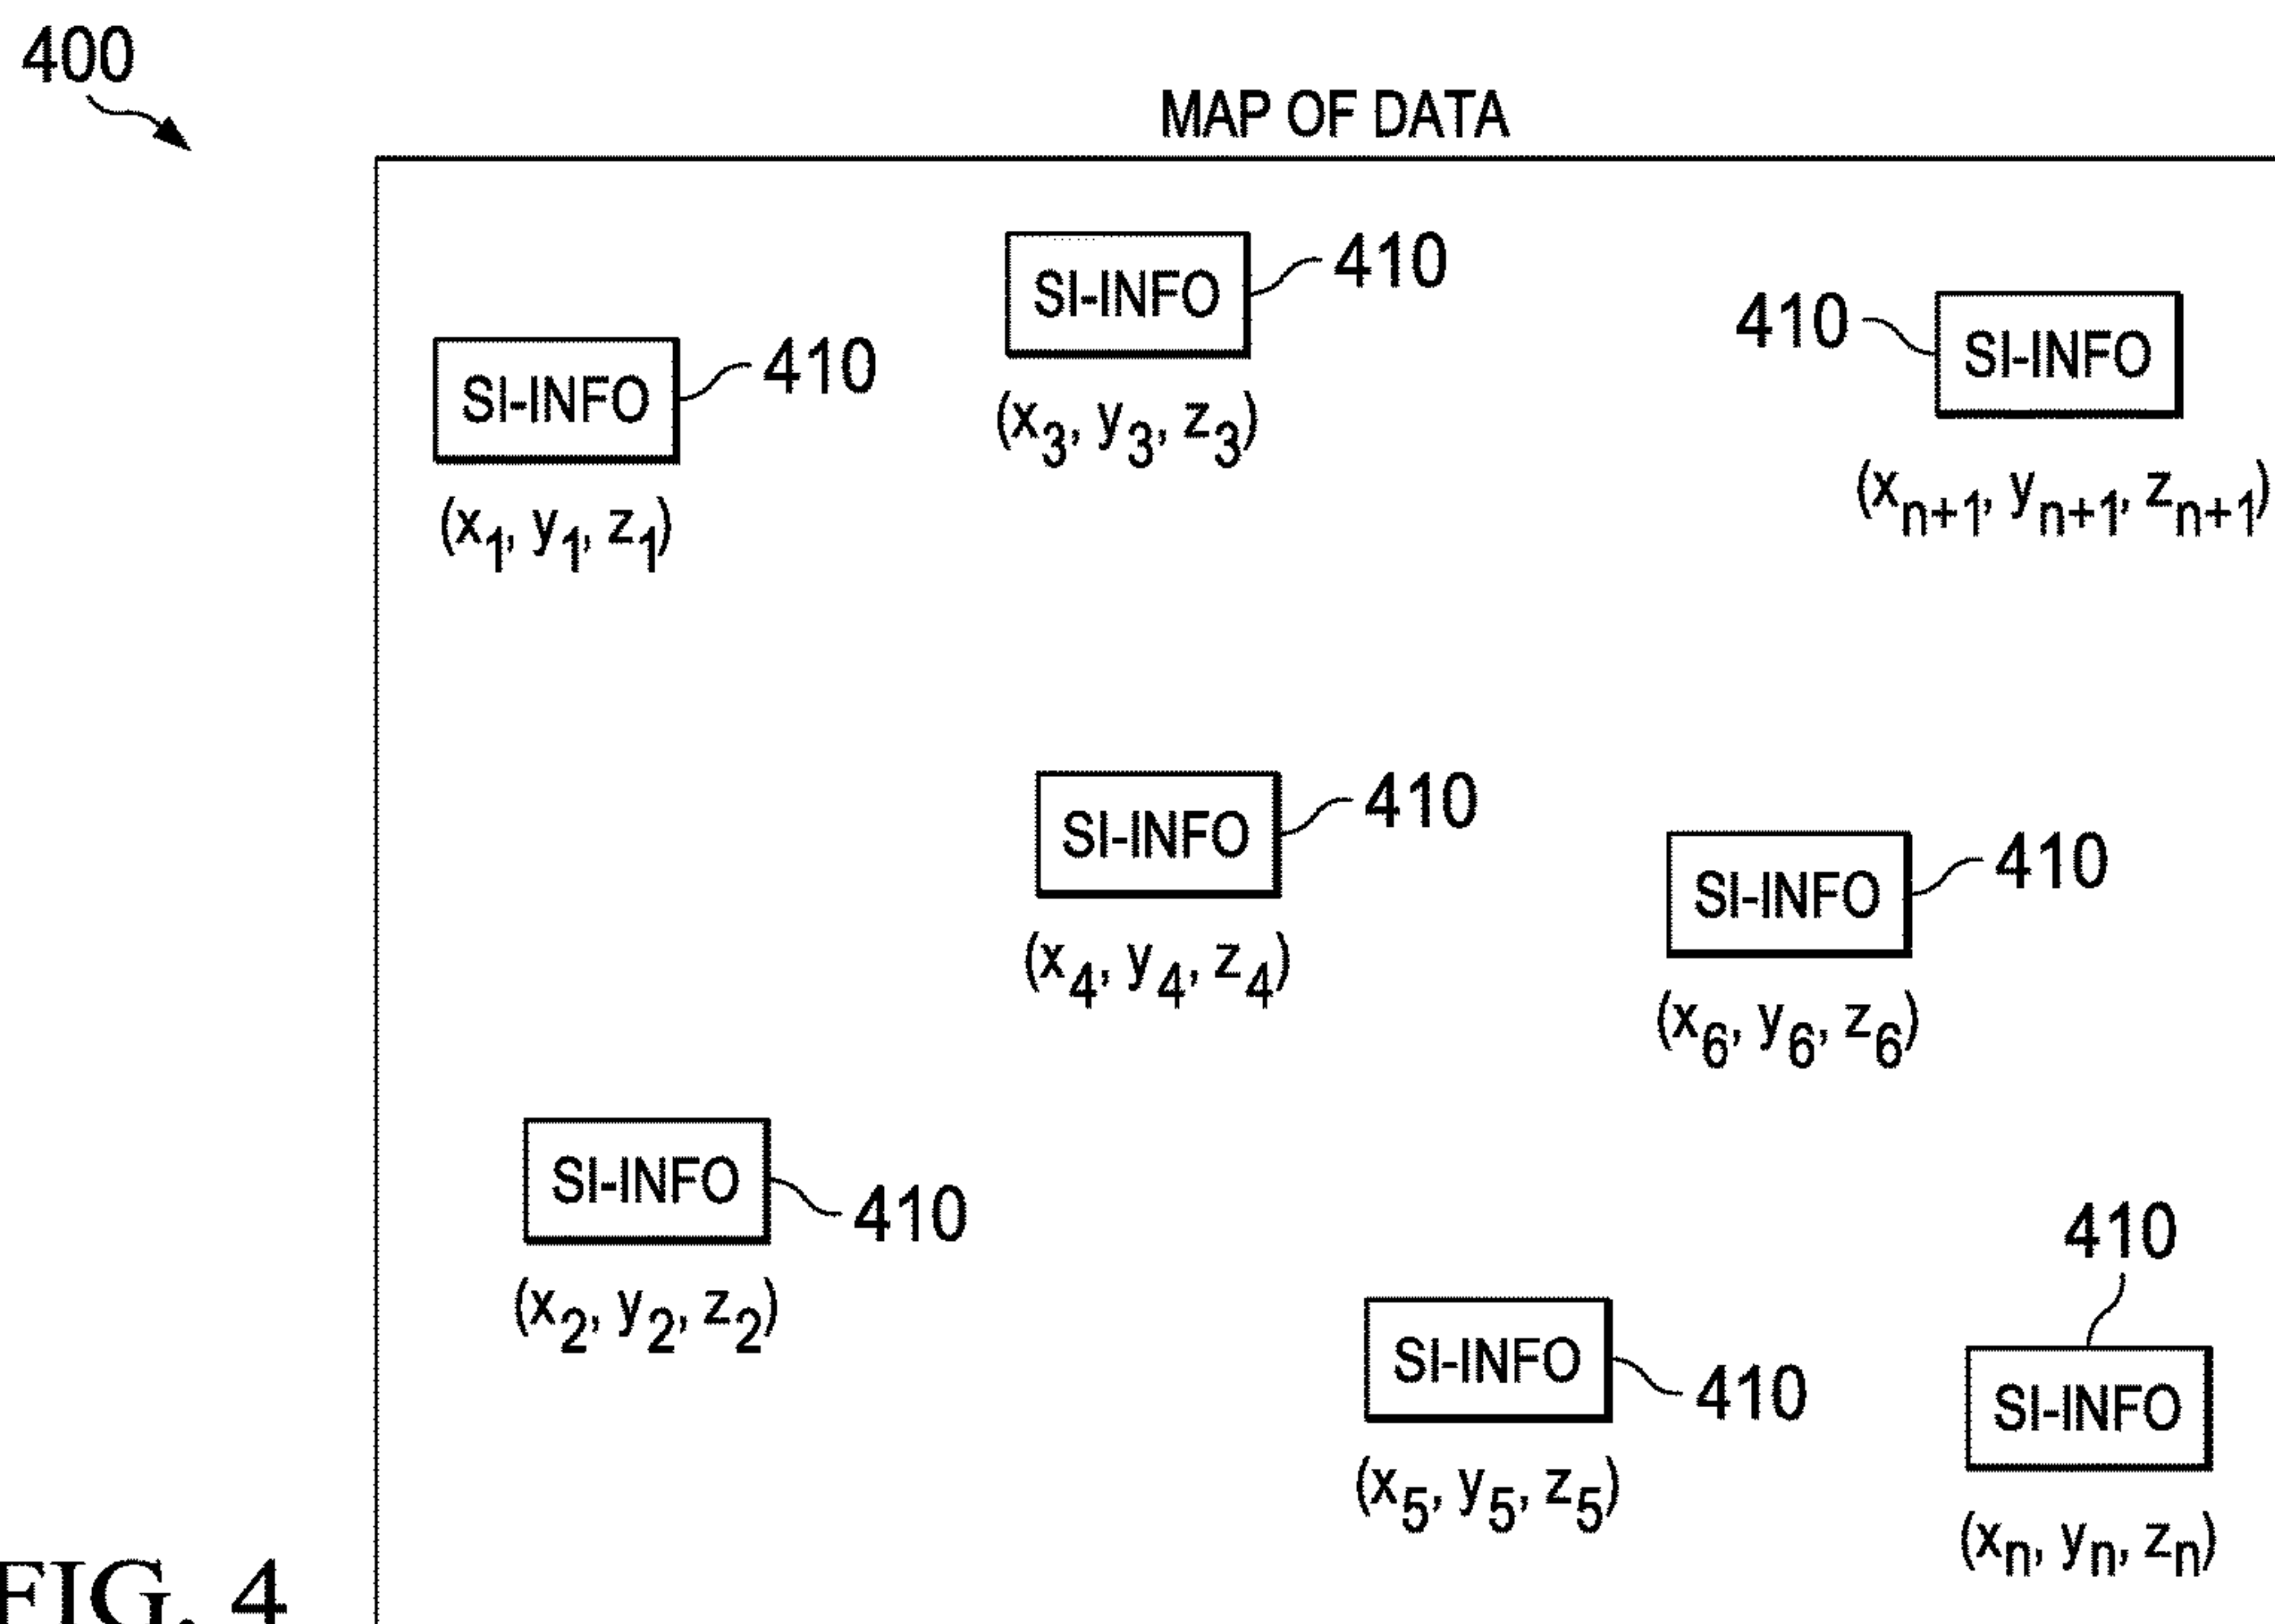 400
MAP OF DATA
SI-INFO 410
(x3, y3, z3)
410 SI-INFO
(xn+1, yn+1, zn+1)
SI-INFO 410
(x1, y1, z1)
SI-INFO 410
(x4, y4, z4)
SI-INFO 410
(x6, y6, z6)
SI-INFO 410
(x2, y2, z2)
SI-INFO 410
(x5, y5, z5)
410
SI-INFO
(xn, yn, zn)
FIG. 4